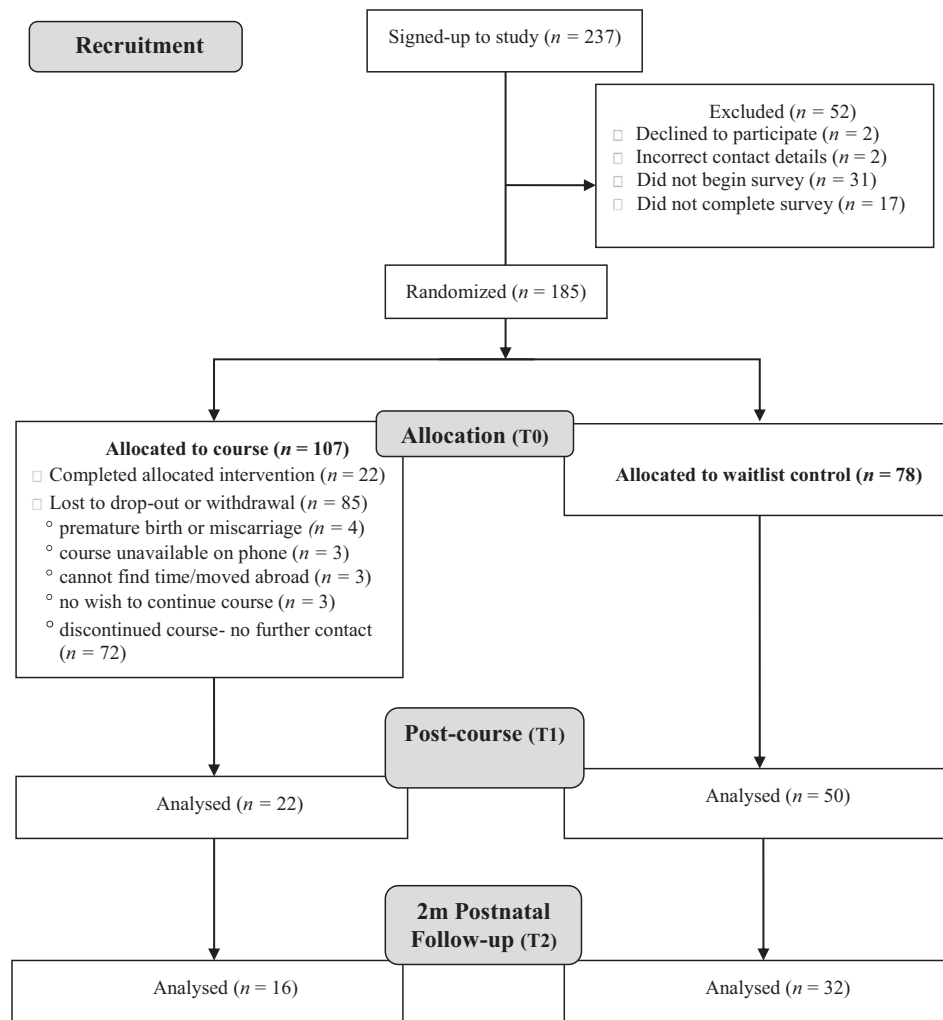 Recruitment
Signed-up to study (n = 237)
Excluded (n = 52)
□ Declined to participate (n = 2)
□ Incorrect contact details (n = 2)
□ Did not begin survey (n = 31)
□ Did not complete survey (n = 17)
Randomized (n = 185)
Allocation (T0)
Allocated to course (n = 107)
□ Completed allocated intervention (n = 22)
□ Lost to drop-out or withdrawal (n = 85)
° premature birth or miscarriage (n = 4)
° course unavailable on phone (n = 3)
° cannot find time/moved abroad (n = 3)
° no wish to continue course (n = 3)
° discontinued course- no further contact
(n = 72)
Allocated to waitlist control (n = 78)
Post-course (T1)
Analysed (n = 22)
Analysed (n = 50)
2m Postnatal
Follow-up (T2)
Analysed (n = 16)
Analysed (n = 32)